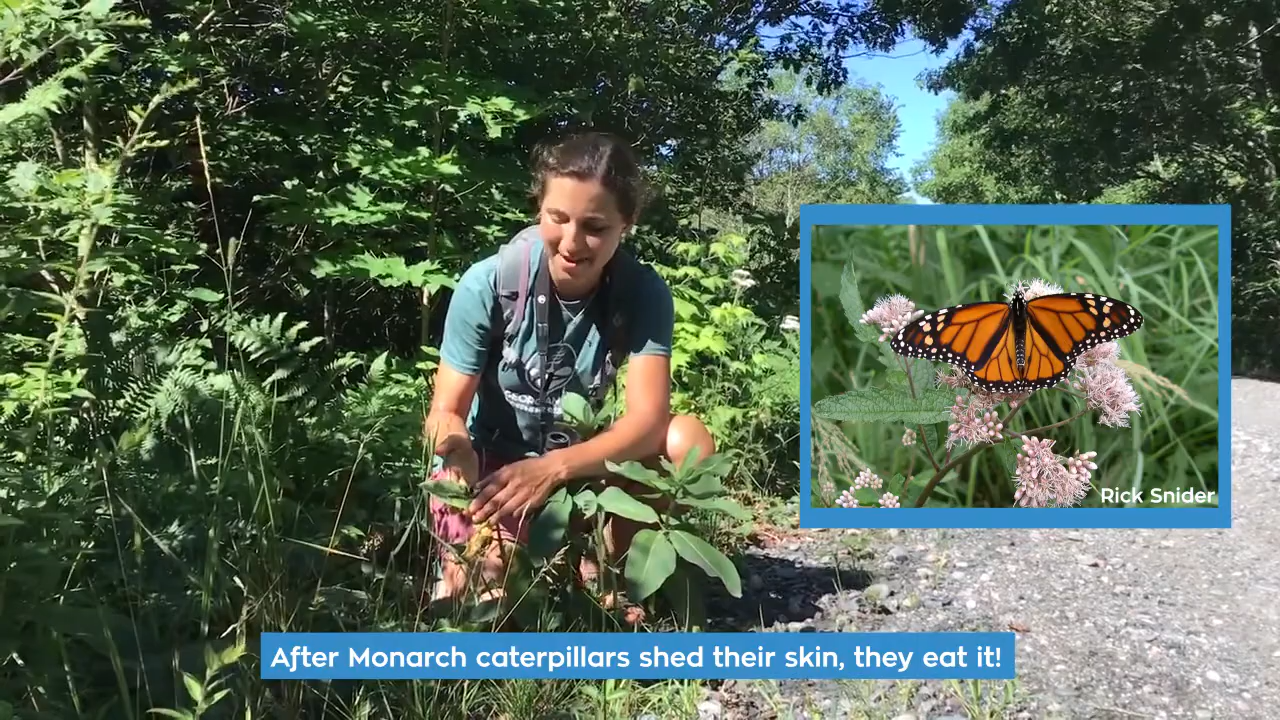 Rick Snider
After Monarch caterpillars shed their skin, they eat it!